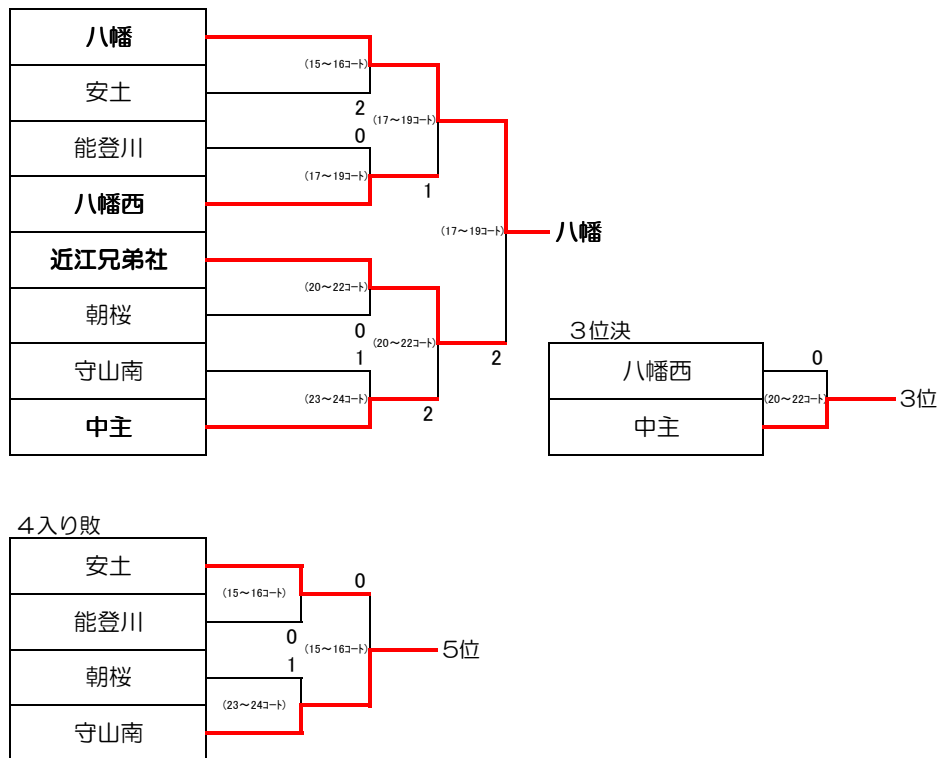 八幡
(15～16ｺｰﾄ)
安土
2
(17～19ｺｰﾄ)
0
能登川
(17～19ｺｰﾄ)
1
八幡西
(17～19ｺｰﾄ)
八幡
近江兄弟社
(20～22ｺｰﾄ)
朝桜
0
(20～22ｺｰﾄ)
1
2
守山南
(23～24ｺｰﾄ)
2
中主
３位決
八幡西
0
(20～22ｺｰﾄ)
３位
中主
４入り敗
安土
(15～16ｺｰﾄ)
0
能登川
0
(15～16ｺｰﾄ)
５位
1
朝桜
(23～24ｺｰﾄ)
守山南